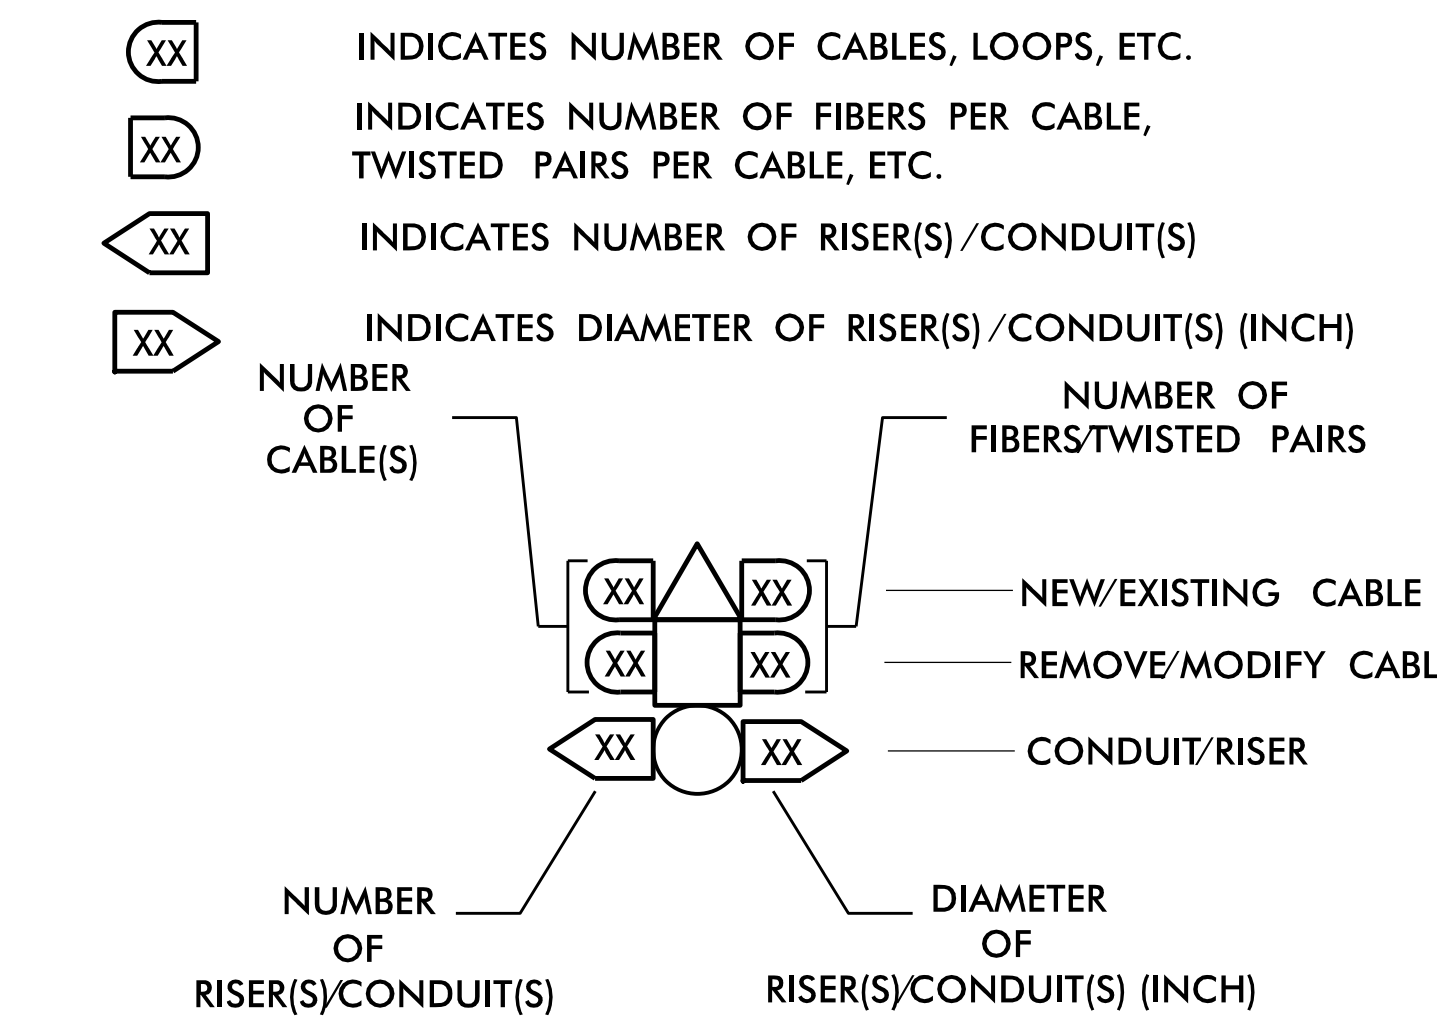 XX INDICATES NUMBER OF CABLES, LOOPS, ETC.
INDICATES NUMBER OF FIBERS PER CABLE,
XX TWISTED PAIRS PER CABLE, ETC.
XX INDICATES NUMBER OF RISER(S)/CONDUIT(S)
XX INDICATES DIAMETER OF RISER(S)/CONDUIT(S) (INCH)
NUMBER
OF
CABLE(S)
NUMBER OF
FIBERS/TWISTED PAIRS
XX XX NEW/EXISTING CABLE
XX XX REMOVE/MODIFY CABL
XX XX CONDUIT/RISER
NUMBER
OF
RISER(S)/CONDUIT(S)
DIAMETER
OF
RISER(S)/CONDUIT(S) (INCH)